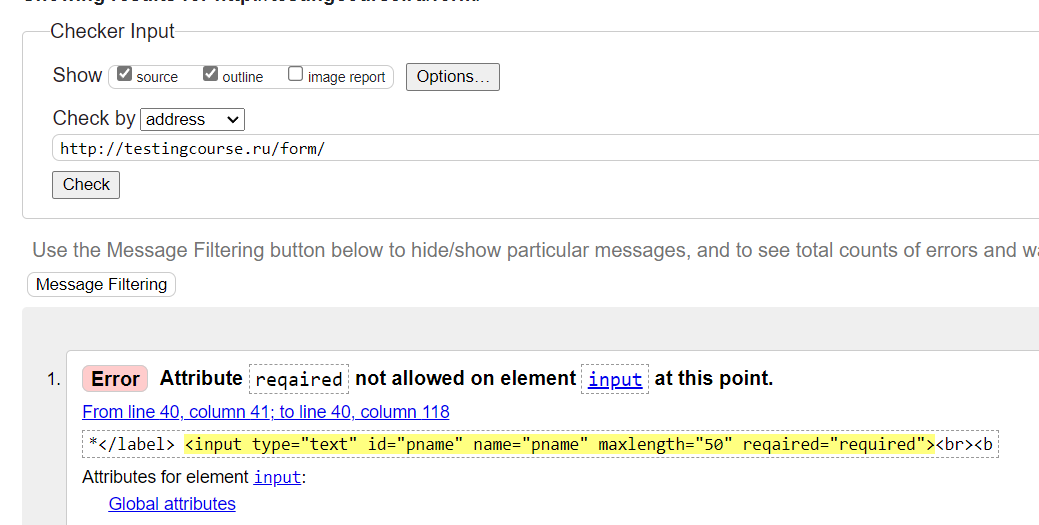 Checker Input
Show source outline image report Options...
Check by address
http://testingcourse.ru/form/
Check
Use the Message Filtering button below to hide/show particular messages, and to see total counts of errors and
Message Filtering
1. Error Attribute reqaired not allowed on element input at this point.
From line 40, column 41; to line 40, column 118
*</label> <input type="text" id="pname" name="pname" maxlength="50" reqaired="required"><br><b
Attributes for element input:
Global attributes